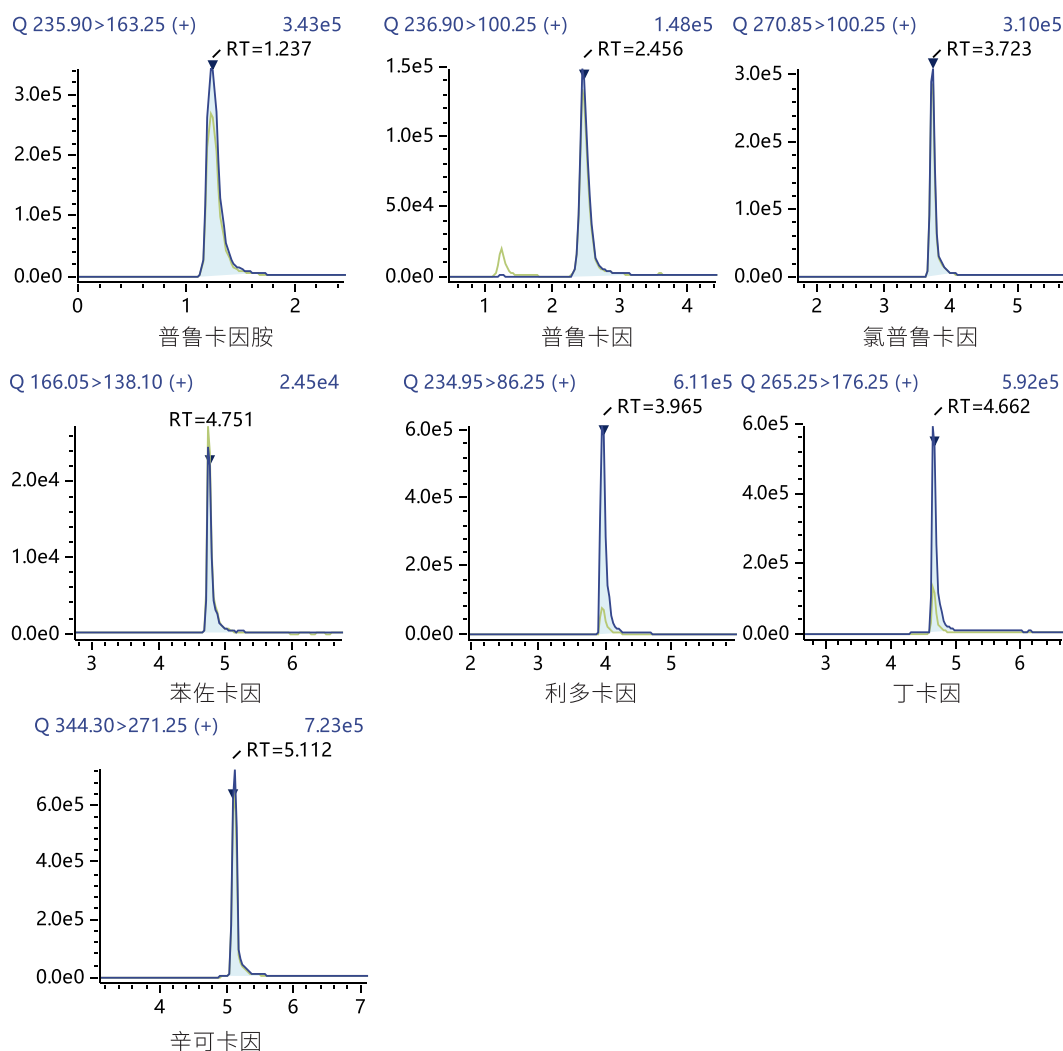 Q 235.90>163.25 (+) 3.43e5
RT=1.237
3.0e5
2.0e5
1.0e5
0.0e0
0 1 2
普鲁卡因胺
Q 236.90>100.25 (+) 1.48e5
RT=2.456
1.5e5
1.0e5
5.0e4
0.0e0
1 2 3 4
普鲁卡因
Q 270.85>100.25 (+) 3.10e5
RT=3.723
3.0e5
2.0e5
1.0e5
0.0e0
2 3 4 5
氯普鲁卡因
Q 166.05>138.10 (+) 2.45e4
RT=4.751
2.0e4
1.0e4
0.0e0
3 4 5 6
苯佐卡因
Q 234.95>86.25 (+) 6.11e5
RT=3.965
6.0e5
4.0e5
2.0e5
0.0e0
2 3 4 5
利多卡因
Q 265.25>176.25 (+) 5.92e5
RT=4.662
6.0e5
4.0e5
2.0e5
0.0e0
3 4 5 6
丁卡因
Q 344.30>271.25 (+) 7.23e5
RT=5.112
6.0e5
4.0e5
2.0e5
0.0e0
4 5 6 7
辛可卡因